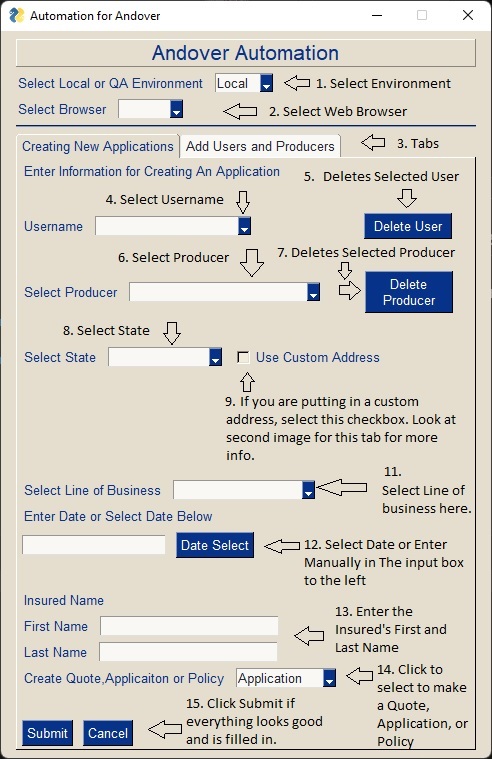 Automation for Andover
Andover Automation
Select Local or QA Environment Local 1. Select Environment
Select Browser 2. Select Web Browser
Creating New Applications Add Users and Producers 3. Tabs
Enter Information for Creating An Application
5. Deletes Selected User
4. Select Username
Username Delete User
6. Select Producer 7. Deletes Selected Producer
Select Producer Delete
Producer
8. Select State
Select State Use Custom Address
9. If you are putting in a custom
address, select this checkbox. Look at
second image for this tab for more
info.
11.
Select Line of
business here.
Select Line of Business
Enter Date or Select Date Below
Date Select
12. Select Date or Enter
Manually in The input box
to the left
Insured Name
First Name
Last Name
13. Enter the
Insured's First and
Last Name
Create Quote,Applicaiton or Policy Application
14. Click to
select to make
a Quote,
Application, or
Policy
15. Click Submit if
everything looks good
and is filled in.
Submit Cancel